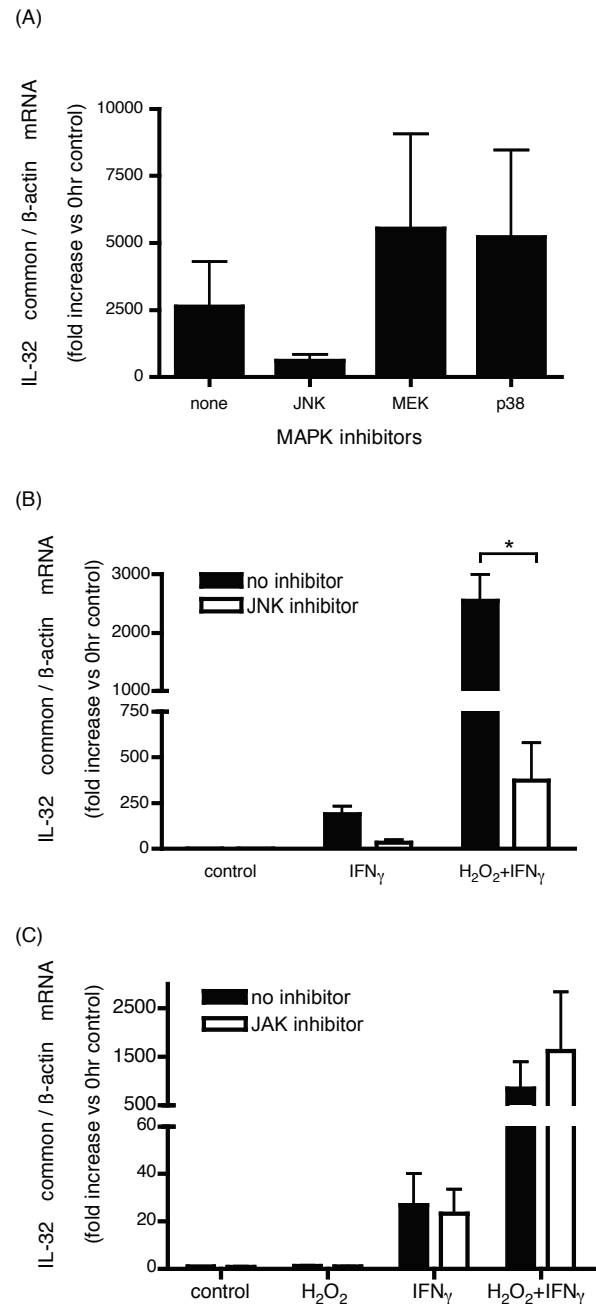 (A)
IL-32 common / ß-actin mRNA
(fold increase vs 0hr control)
10000
7500
5000
2500
0
none JNK MEK p38
MAPK inhibitors
(B)
IL-32 common / ß-actin mRNA
(fold increase vs 0hr control)
3000
2000
1000
750
500
250
0
no inhibitor
JNK inhibitor
*
control IFNγ H₂O₂+IFNγ
(C)
IL-32 common / ß-actin mRNA
(fold increase vs 0hr control)
2500
1500
500
60
40
20
0
no inhibitor
JAK inhibitor
control H₂O₂ IFNγ H₂O₂+IFNγ